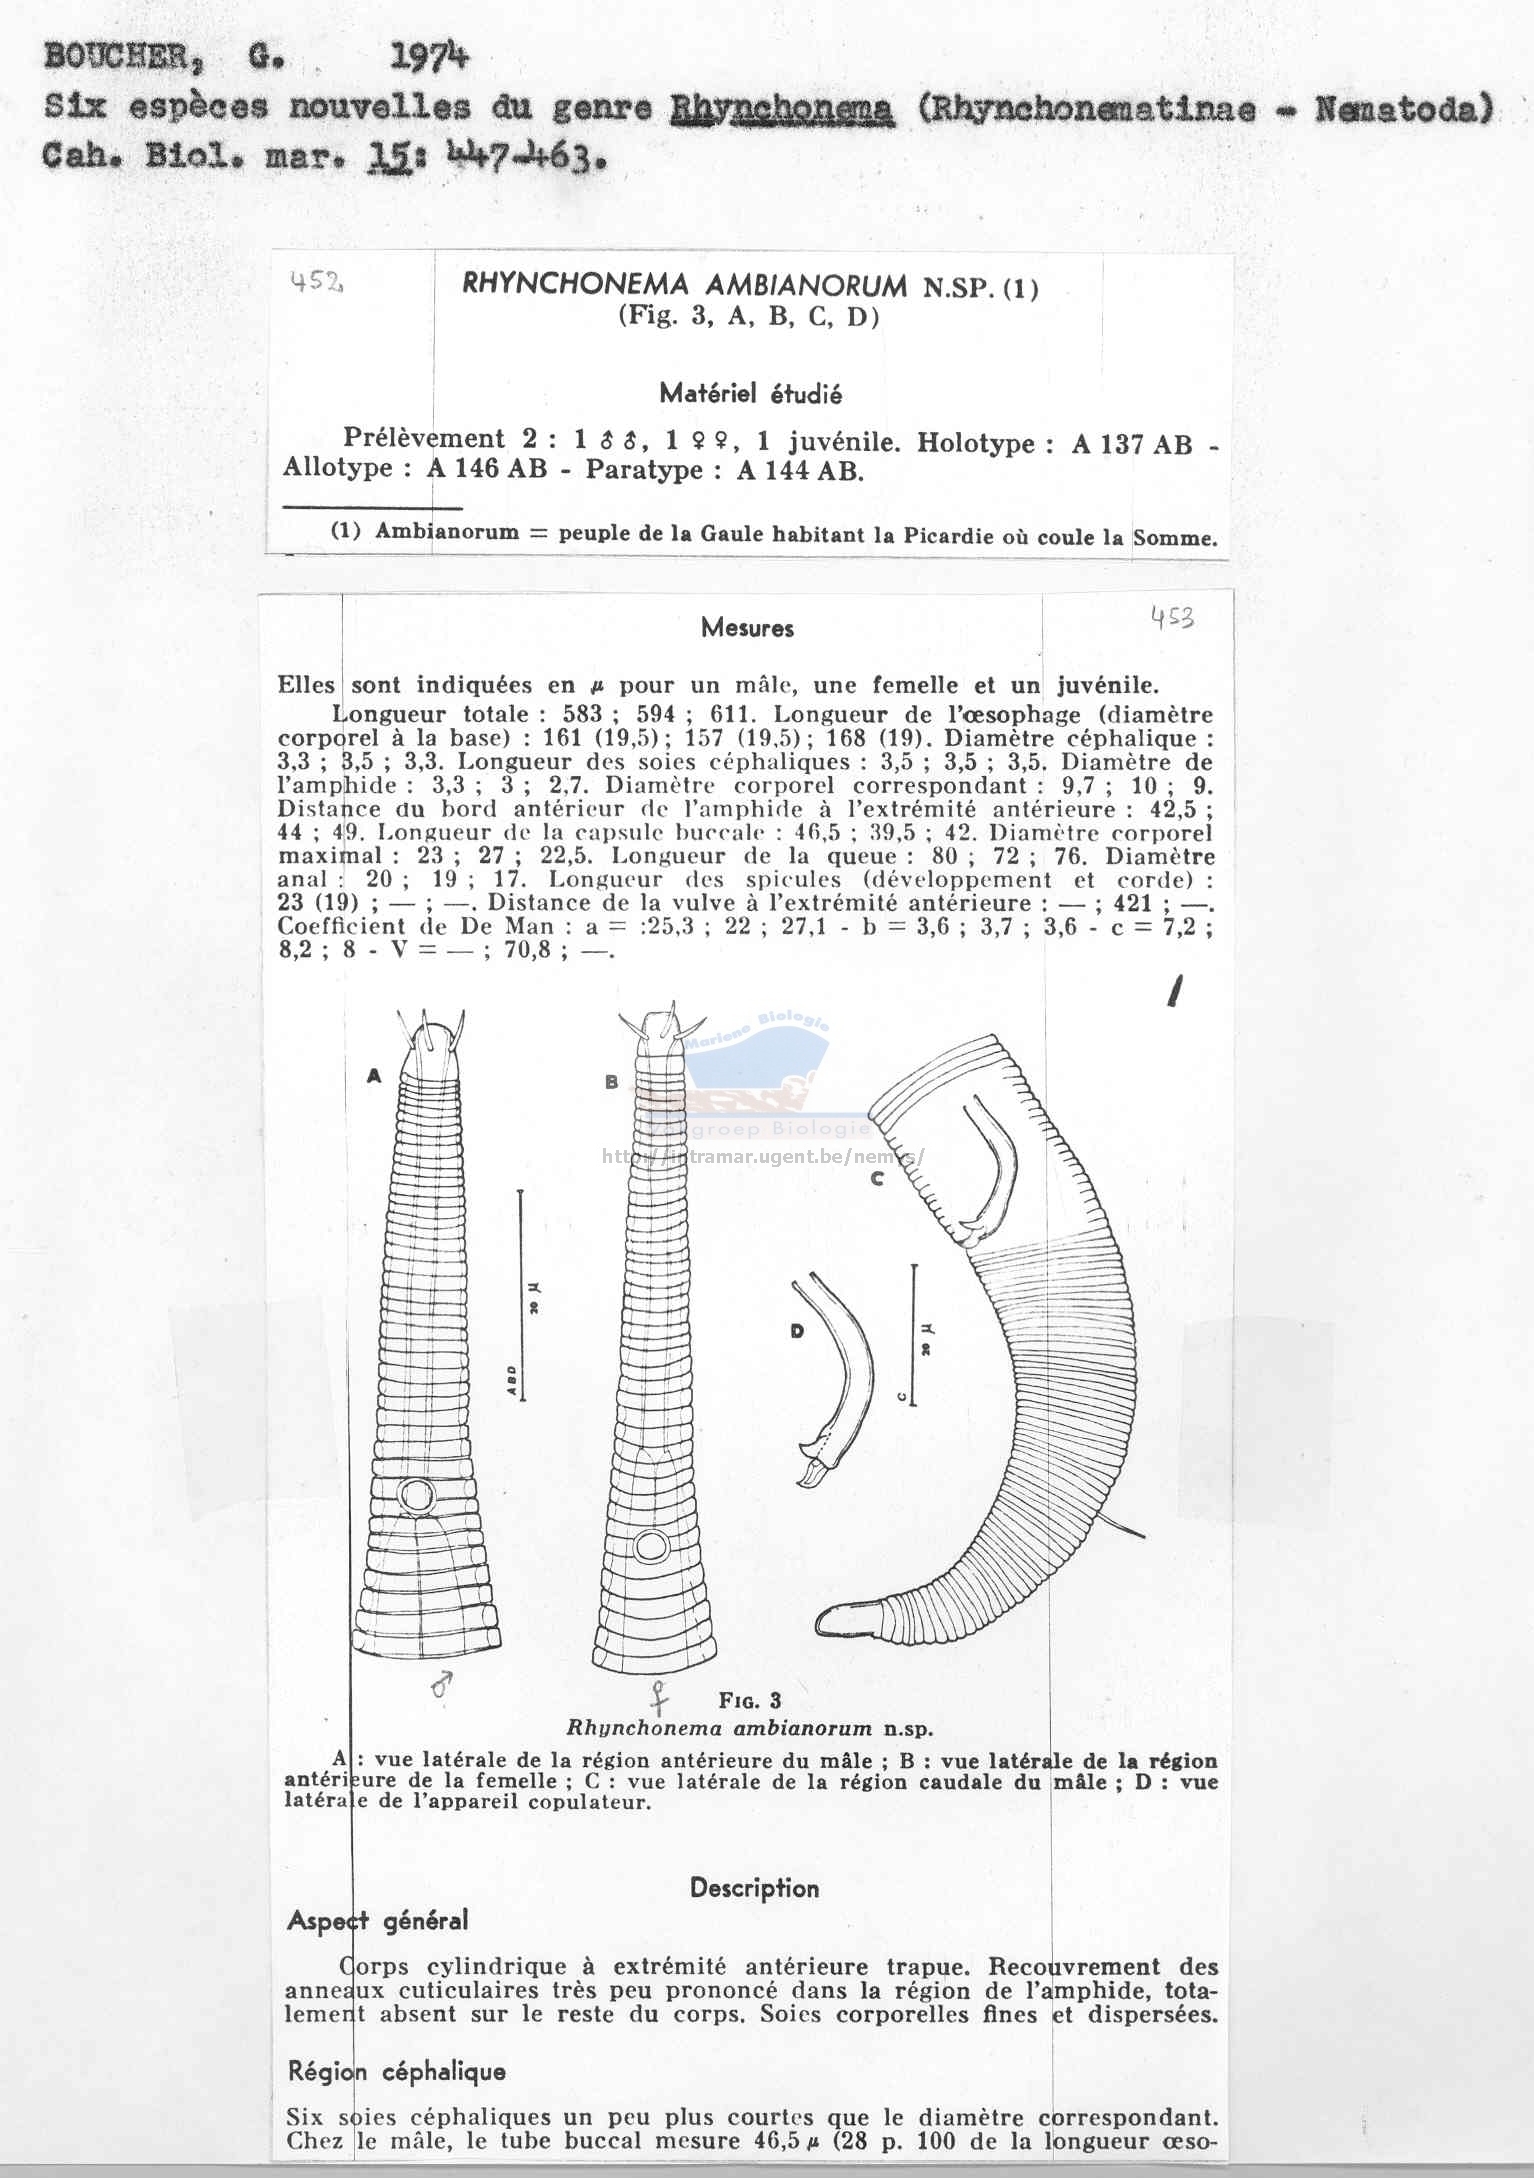 BOUCHER, G. 1974
Six espèces nouvelles du genre Rhynchonema (Rhynchonematinae - Nematoda)
Cah. Biol. mar. 15: 447-463.
452
RHYNCHONEMA AMBIANORUM N.SP. (1)
(Fig. 3, A, B, C, D)
Matériel étudié
Prélèvement 2 : 1 ♂♂, 1 ♀♀, 1 juvénile. Holotype : A 137 AB -
Allotype : A 146 AB - Paratype : A 144 AB.
(1) Ambianorum = peuple de la Gaule habitant la Picardie où coule la Somme.
453
Mesures
Elles sont indiquées en µ pour un mâle, une femelle et un juvénile.
Longueur totale : 583 ; 594 ; 611. Longueur de l'œsophage (diamètre
corporel à la base) : 161 (19,5) ; 157 (19,5) ; 168 (19). Diamètre céphalique :
3,3 ; 3,5 ; 3,3. Longueur des soies céphaliques : 3,5 ; 3,5 ; 3,5. Diamètre de
l'amphide : 3,3 ; 3 ; 2,7. Diamètre corporel correspondant : 9,7 ; 10 ; 9.
Distance du bord antérieur de l'amphide à l'extrémité antérieure : 42,5 ;
44 ; 49. Longueur de la capsule buccale : 46,5 ; 39,5 ; 42. Diamètre corporel
maximal : 23 ; 27 ; 22,5. Longueur de la queue : 80 ; 72 ; 76. Diamètre
anal : 20 ; 19 ; 17. Longueur des spicules (développement et corde) :
23 (19) ; — ; —. Distance de la vulve à l'extrémité antérieure : — ; 421 ; —.
Coefficient de De Man : a = :25,3 ; 22 ; 27,1 - b = 3,6 ; 3,7 ; 3,6 - c = 7,2 ;
8,2 ; 8 - V = — ; 70,8 ; —.
Mariene Biologie
A
B
Vakgroep Biologie
http://intramar.ugent.be/nemys/
C
20 µ
A B D
D
20 µ
C
♂
♀
FIG. 3
Rhynchonema ambianorum n.sp.
A : vue latérale de la région antérieure du mâle ; B : vue latérale de la région
antérieure de la femelle ; C : vue latérale de la région caudale du mâle ; D : vue
latérale de l'appareil copulateur.
Description
Aspect général
Corps cylindrique à extrémité antérieure trapue. Recouvrement des
anneaux cuticulaires très peu prononcé dans la région de l'amphide, tota-
lement absent sur le reste du corps. Soies corporelles fines et dispersées.
Région céphalique
Six soies céphaliques un peu plus courtes que le diamètre correspondant.
Chez le mâle, le tube buccal mesure 46,5 µ (28 p. 100 de la longueur œso-